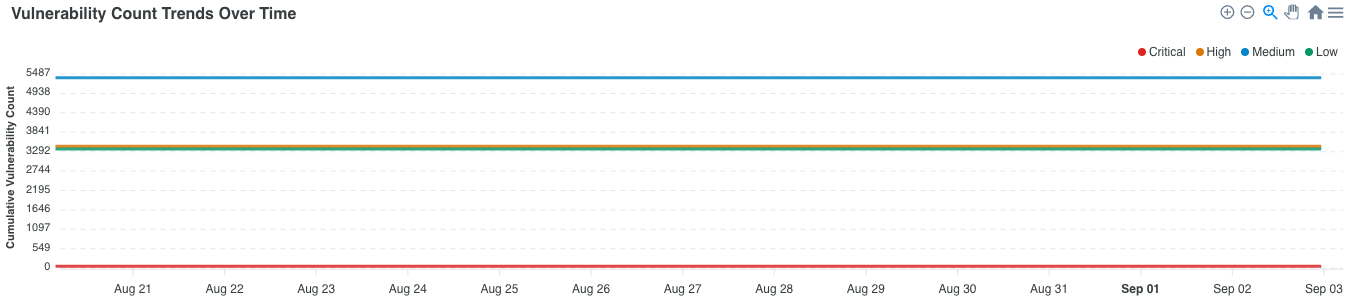 Vulnerability Count Trends Over Time
Critical High Medium Low
Cumulative Vulnerability Count
5487
4938
4390
3841
3292
2744
2195
1646
1097
549
0
Aug 21 Aug 22 Aug 23 Aug 24 Aug 25 Aug 26 Aug 27 Aug 28 Aug 29 Aug 30 Aug 31 Sep 01 Sep 02 Sep 03